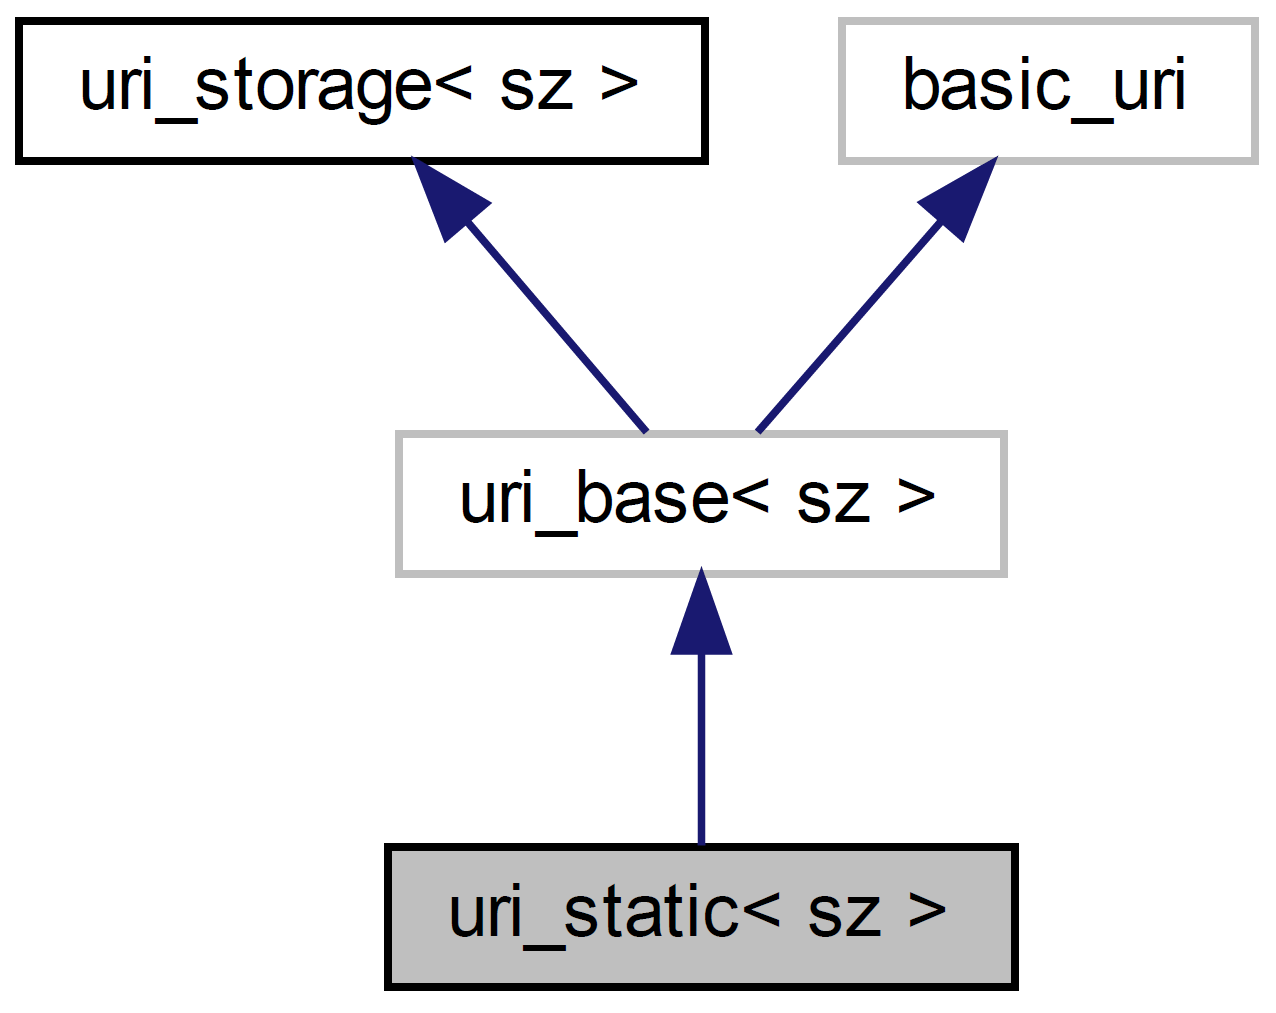 uri_storage< sz >
basic_uri
uri_base< sz >
uri_static< sz >